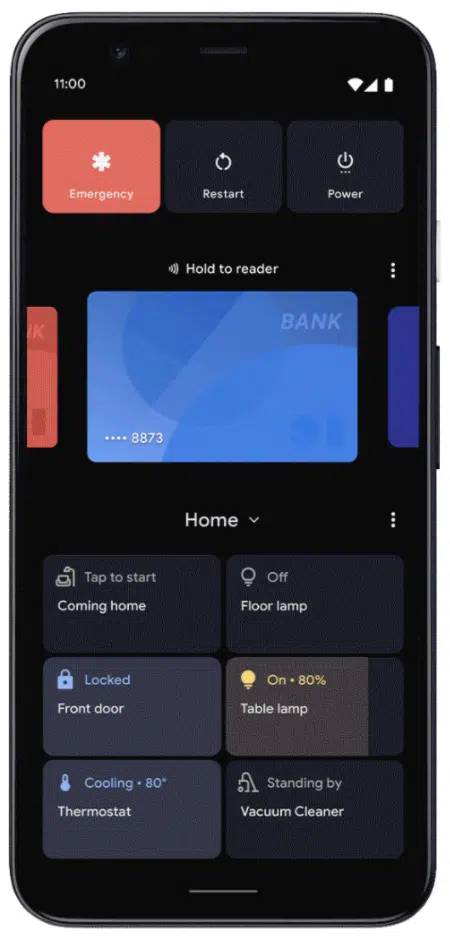 11:00
Emergency
Restart
Power
Hold to reader
BANK
•••• 8873
Home
Tap to start
Coming home
Off
Floor lamp
Locked
Front door
On • 80%
Table lamp
Cooling • 80°
Thermostat
Standing by
Vacuum Cleaner